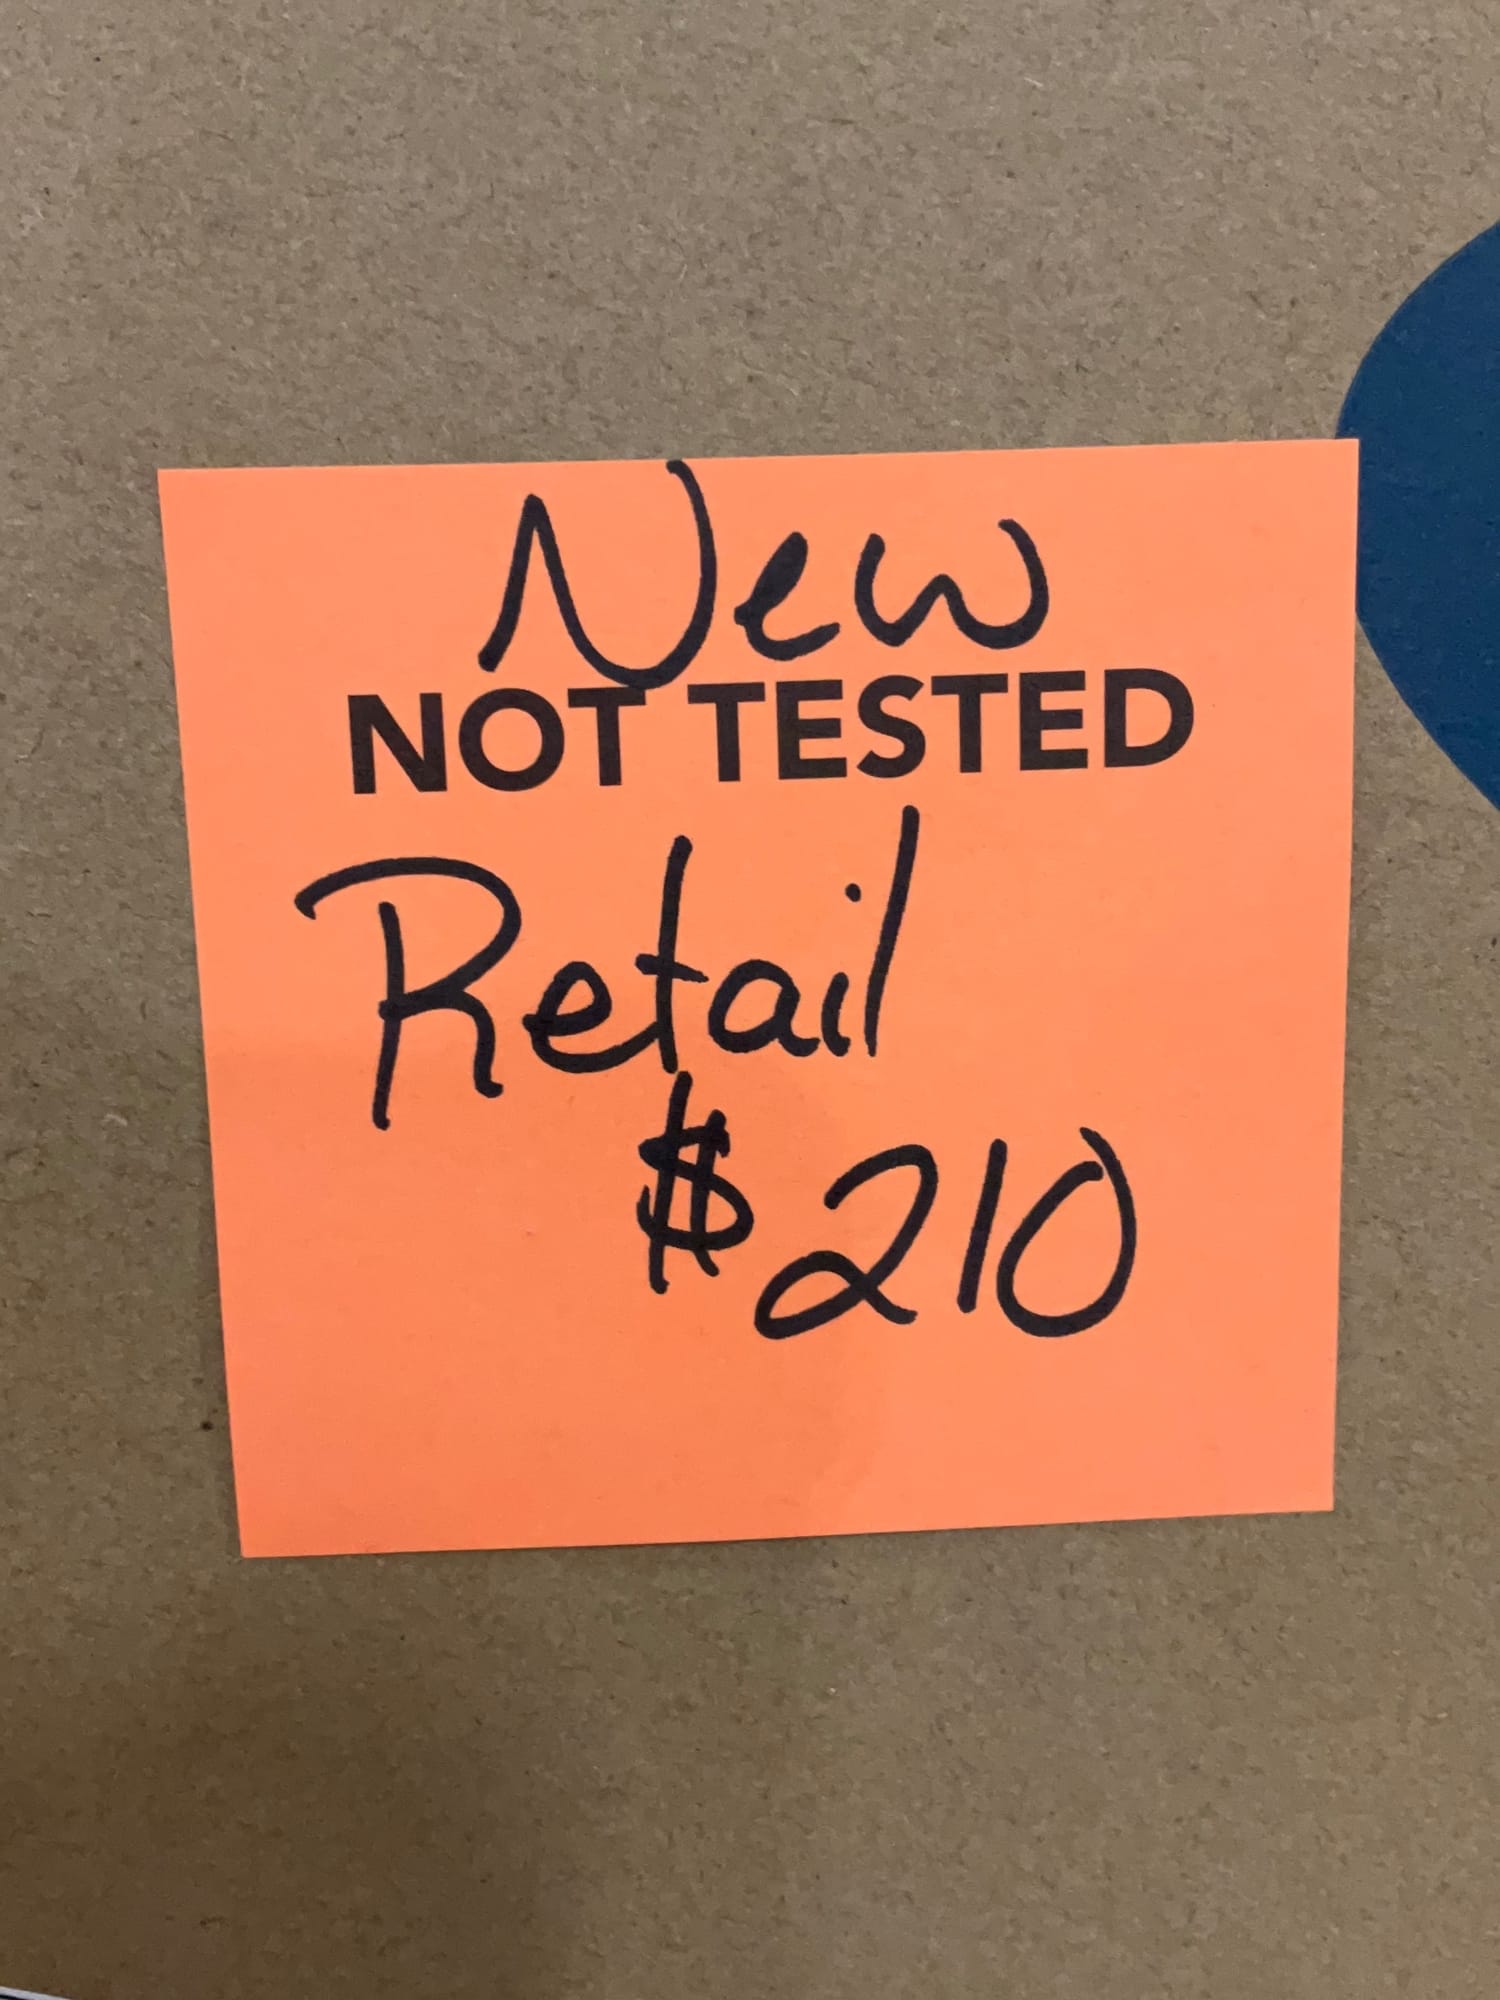 New
NOT TESTED
Retail
$210